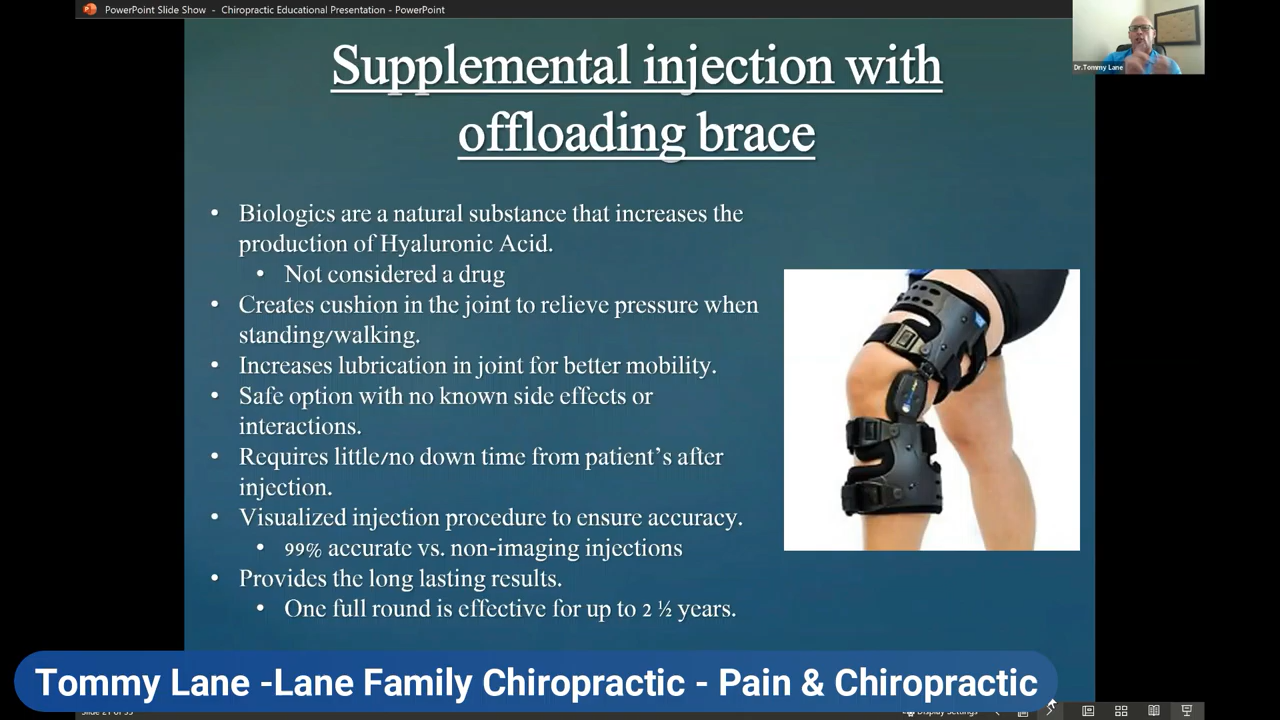 PowerPoint Slide Show - Chiropractic Educational Presentation - PowerPoint
Dr.Tommy Lane
Supplemental injection with
offloading brace
• Biologics are a natural substance that increases the
production of Hyaluronic Acid.
• Not considered a drug
• Creates cushion in the joint to relieve pressure when
standing/walking.
• Increases lubrication in joint for better mobility.
• Safe option with no known side effects or
interactions.
• Requires little/no down time from patient’s after
injection.
• Visualized injection procedure to ensure accuracy.
• 99% accurate vs. non-imaging injections
• Provides the long lasting results.
• One full round is effective for up to 2 ½ years.
Tommy Lane -Lane Family Chiropractic - Pain & Chiropractic
Display Settings